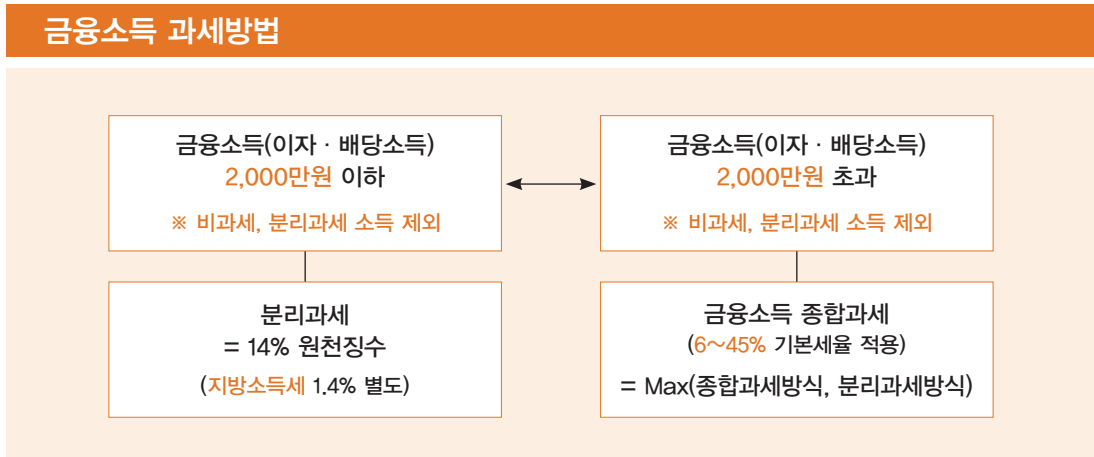 금융소득 과세방법
금융소득(이자 · 배당소득)
2,000만원 이하
※ 비과세, 분리과세 소득 제외
금융소득(이자 · 배당소득)
2,000만원 초과
※ 비과세, 분리과세 소득 제외
분리과세
= 14% 원천징수
(지방소득세 1.4% 별도)
금융소득 종합과세
(6~45% 기본세율 적용)
= Max(종합과세방식, 분리과세방식)